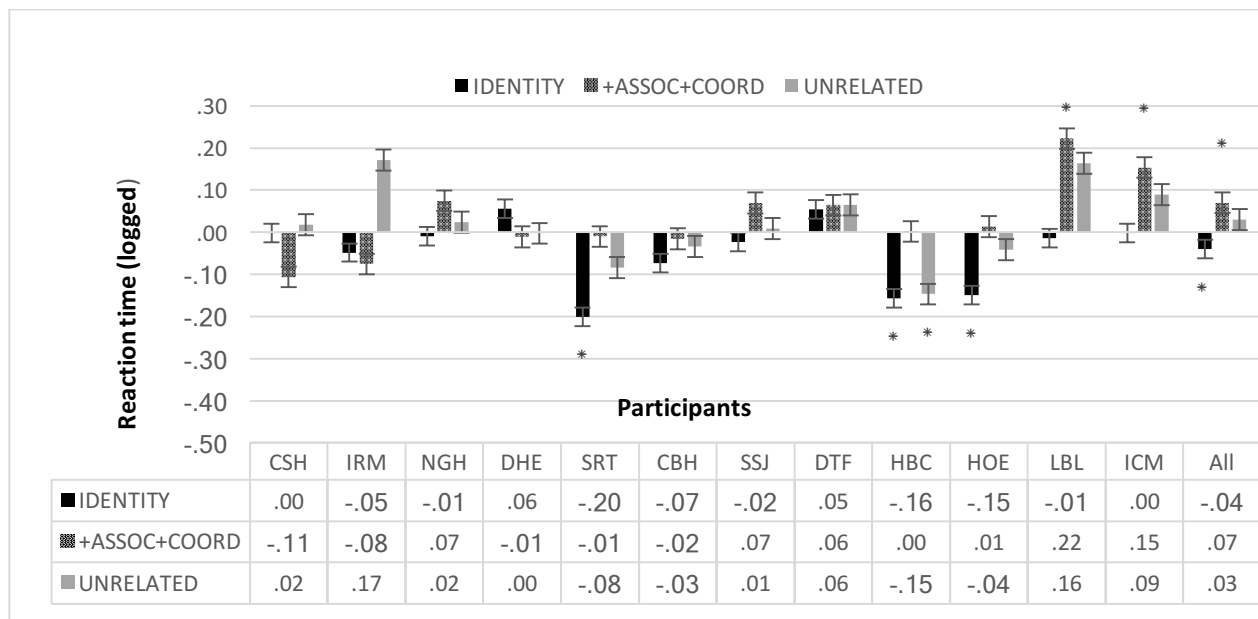 IDENTITY +ASSOC+COORD UNRELATED
.30
.20
.10
.00
-.10
-.20
-.30
-.40
-.50
Reaction time (logged)
* * * * * * * * *
Participants
CSH IRM NGH DHE SRT CBH SSJ DTF HBC HOE LBL ICM All
IDENTITY .00 -.05 -.01 .06 -.20 -.07 -.02 .05 -.16 -.15 -.01 .00 -.04
+ASSOC+COORD -.11 -.08 .07 -.01 -.01 -.02 .07 .06 .00 .01 .22 .15 .07
UNRELATED .02 .17 .02 .00 -.08 -.03 .01 .06 -.15 -.04 .16 .09 .03